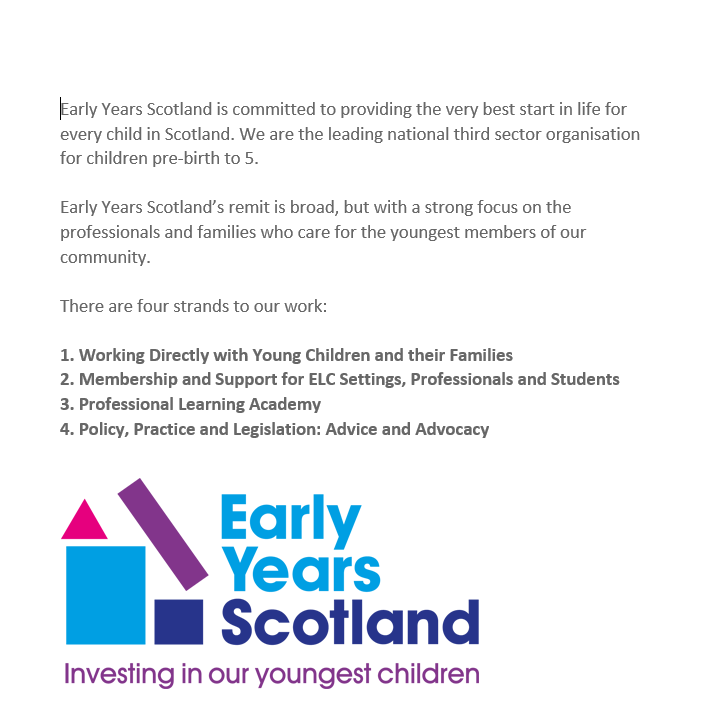 Early Years Scotland is committed to providing the very best start in life for
every child in Scotland. We are the leading national third sector organisation
for children pre-birth to 5.
Early Years Scotland’s remit is broad, but with a strong focus on the
professionals and families who care for the youngest members of our
community.
There are four strands to our work:
1. Working Directly with Young Children and their Families
2. Membership and Support for ELC Settings, Professionals and Students
3. Professional Learning Academy
4. Policy, Practice and Legislation: Advice and Advocacy
Early
Years
Scotland
Investing in our youngest children